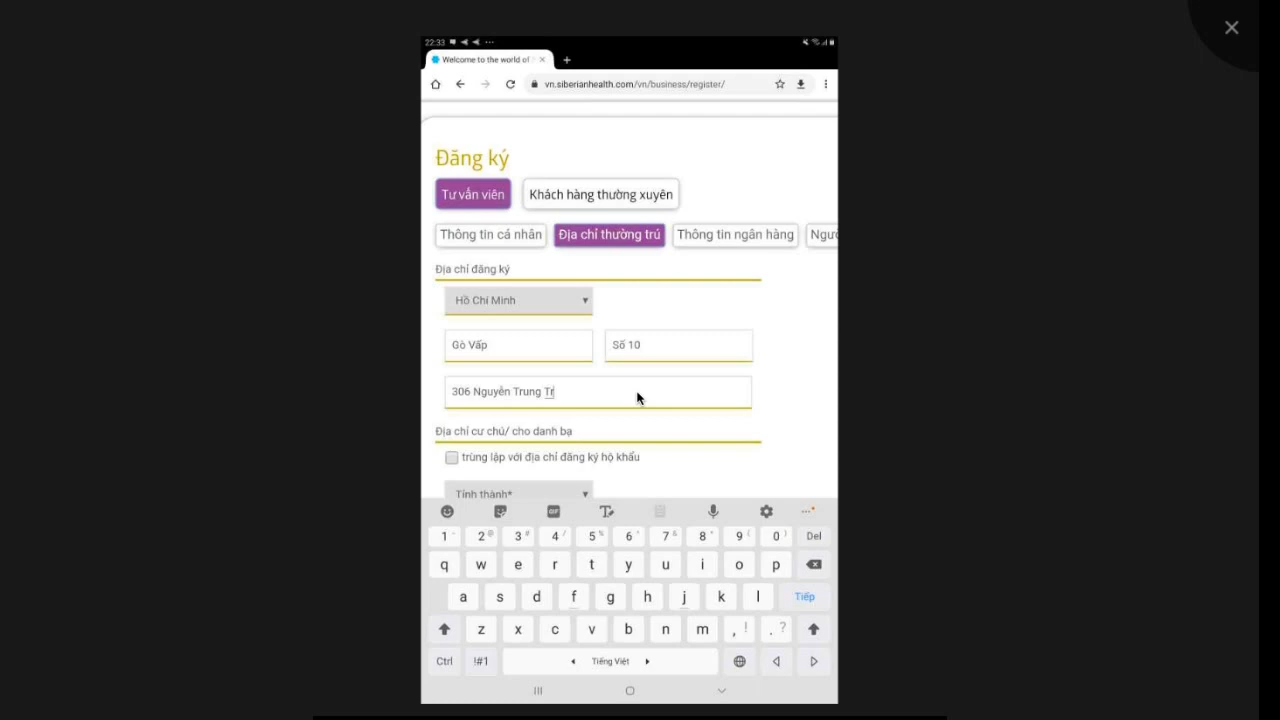 22:33
Welcome to the world of
vn.siberianhealth.com/vn/business/register/
Đăng ký
Tư vấn viên Khách hàng thường xuyên
Thông tin cá nhân Địa chỉ thường trú Thông tin ngân hàng Ngươ
Địa chỉ đăng ký
Hồ Chí Minh
Gò Vấp Số 10
306 Nguyễn Trung Tr
Địa chỉ cư chú/ cho danh bạ
trùng lập với địa chỉ đăng ký hộ khẩu
Tỉnh thành*
GIF
1 2 @ 3 # 4 / 5 % 6 ^ 7 & 8 * 9 ( 0 ) Del
q w e r t y u i o p
a s d f g h j k l Tiếp
z x c v b n m , ! . ?
Ctrl !#1 Tiếng Việt